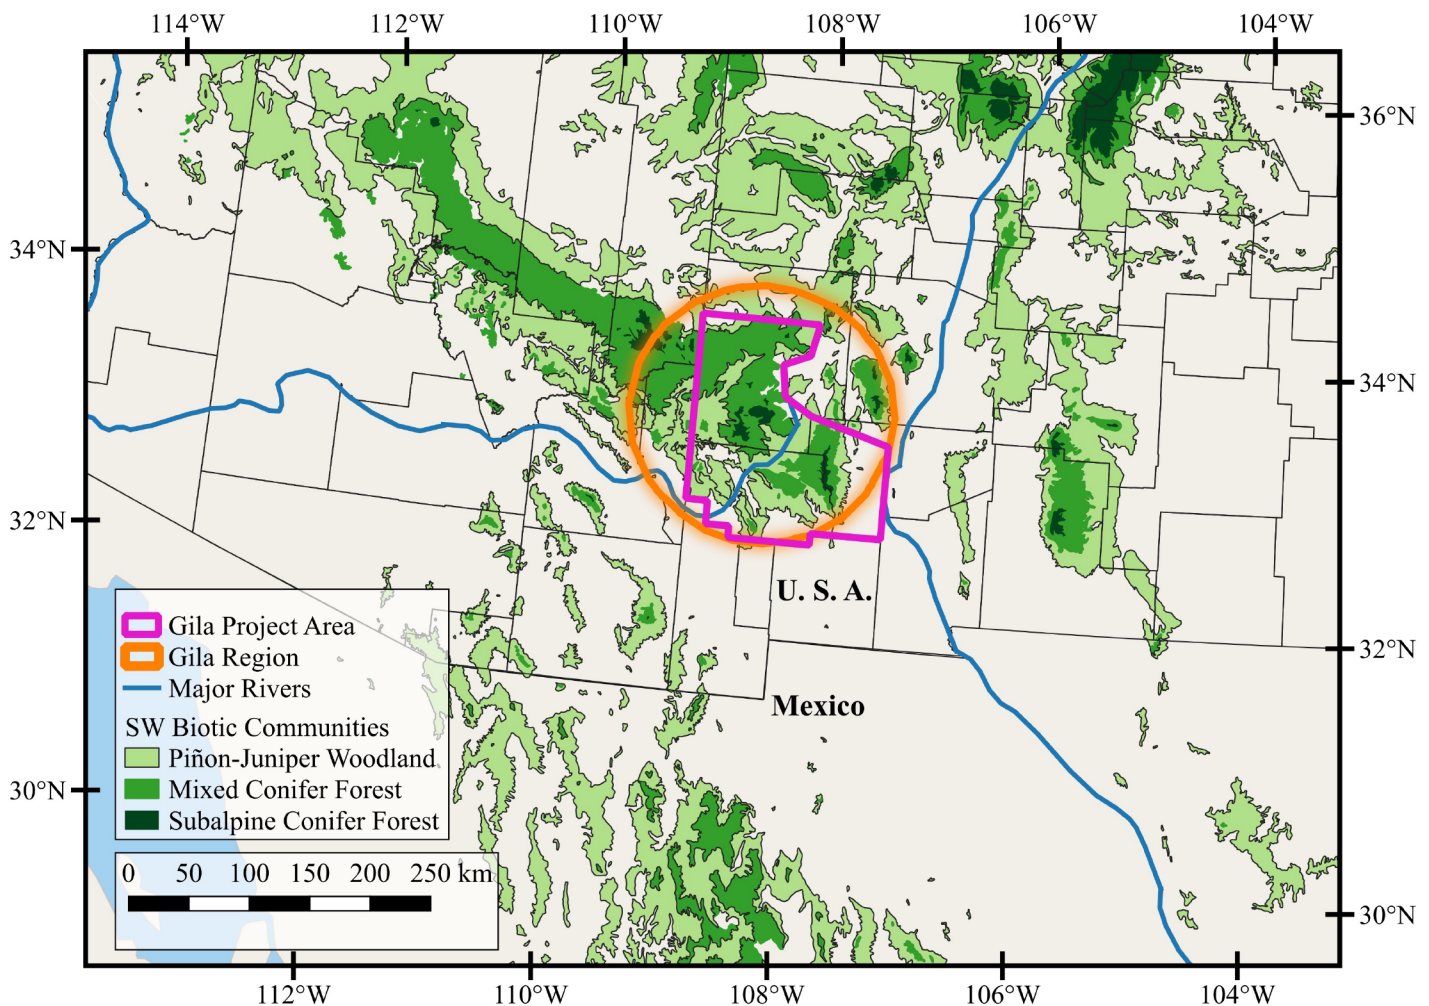 114°W 112°W 110°W 108°W 106°W 104°W
36°N
34°N
34°N
32°N
U. S. A.
Gila Project Area
Gila Region
32°N
Major Rivers
Mexico
SW Biotic Communities
Piñon-Juniper Woodland
30°N
Mixed Conifer Forest
Subalpine Conifer Forest
0 50 100 150 200 250 km
30°N
112°W 110°W 108°W 106°W 104°W